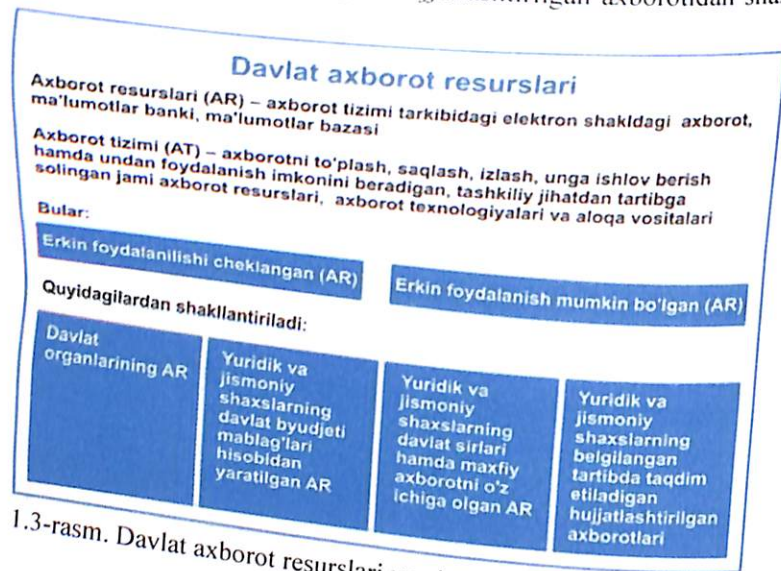 axborotidan
Davlat axborot resurslari
Axborot resurslari (AR) – axborot tizimi tarkibidagi elektron shakldagi axborot,
ma'lumotlar banki, ma'lumotlar bazasi
Axborot tizimi (AT) – axborotni to'plash, saqlash, izlash, unga ishlov berish
hamda undan foydalanish imkonini beradigan, tashkiliy jihatdan tartibga
solingan jami axborot resurslari, axborot texnologiyalari va aloqa vositalari
Bular:
Erkin foydalanilishi cheklangan (AR)
Erkin foydalanish mumkin bo'lgan (AR)
Quyidagilardan shakllantiriladi:
Davlat
organlarining AR
Yuridik va
jismoniy
shaxslarning
davlat byudjeti
mablag'lari
hisobidan
yaratilgan AR
Yuridik va
jismoniy
shaxslarning
davlat sirlari
hamda maxfiy
axborotni o'z
ichiga olgan AR
Yuridik va
jismoniy
shaxslarning
belgilangan
tartibda taqdim
etiladigan
hujjatlashtirilgan
axborotlari
1.3-rasm. Davlat axborot resurslari